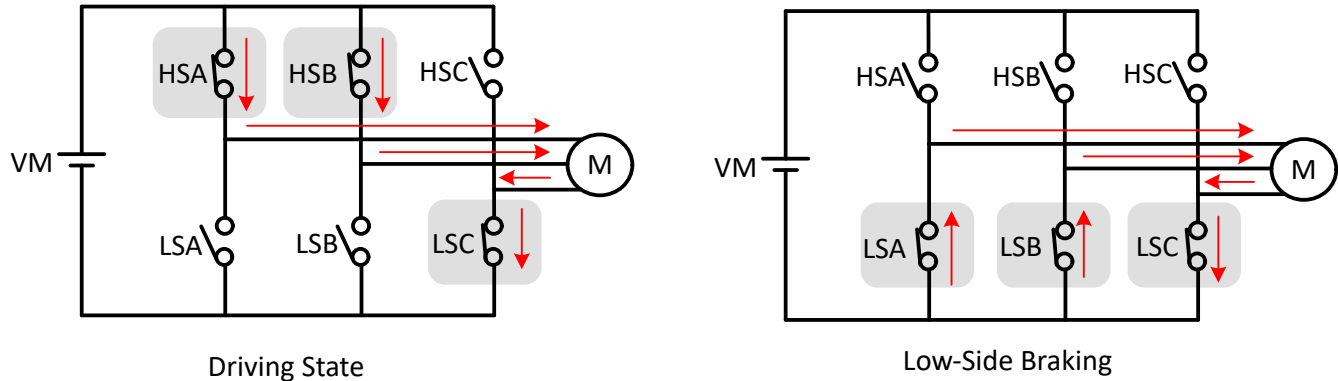 HSA
HSB
HSC
VM
M
LSA
LSB
LSC
Driving State
HSA
HSB
HSC
VM
M
LSA
LSB
LSC
Low-Side Braking